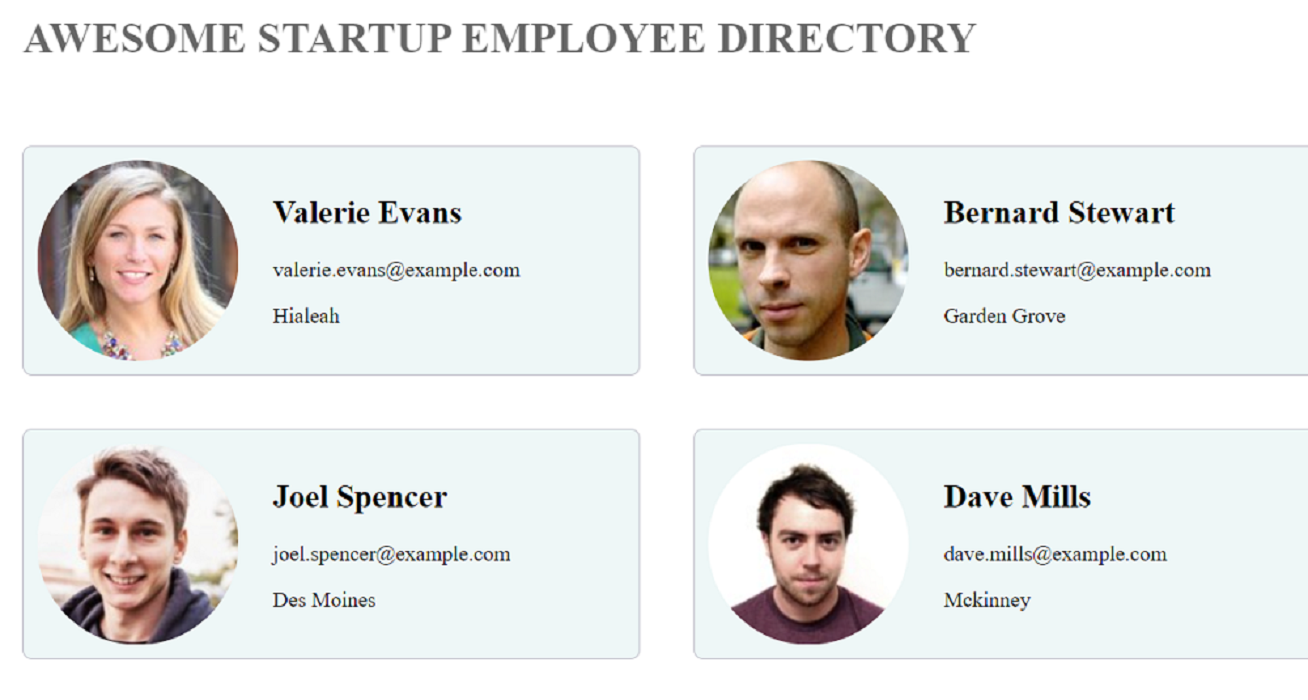 AWESOME STARTUP EMPLOYEE DIRECTORY
Valerie Evans
valerie.evans@example.com
Hialeah
Bernard Stewart
bernard.stewart@example.com
Garden Grove
Joel Spencer
joel.spencer@example.com
Des Moines
Dave Mills
dave.mills@example.com
Mckinney